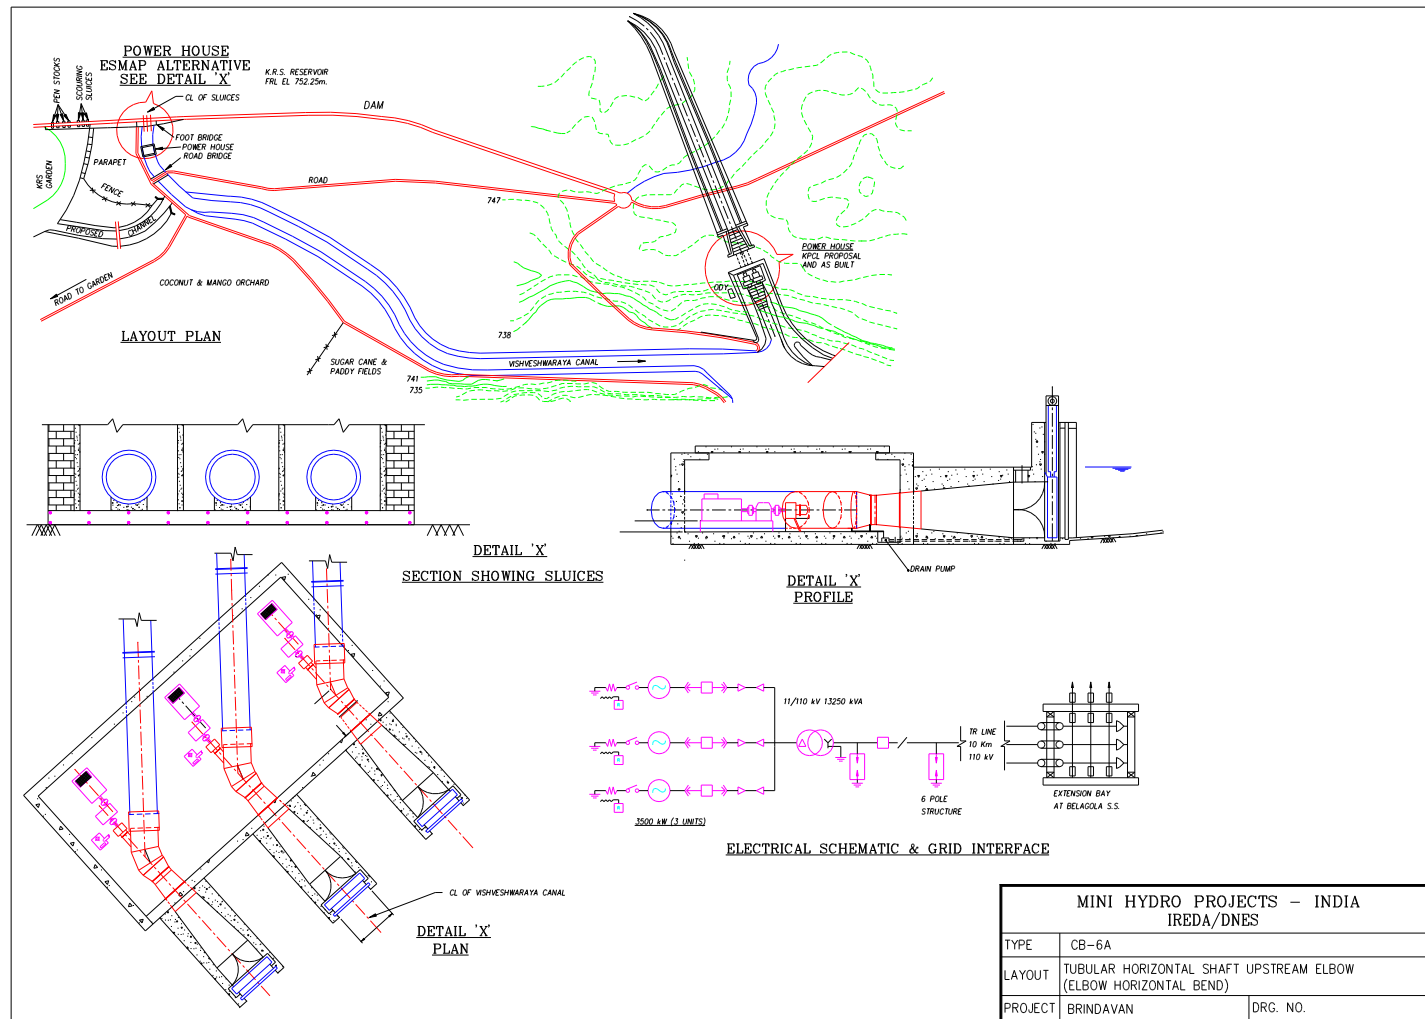 POWER HOUSE
ESMAP ALTERNATIVE
SEE DETAIL 'X'
K.R.S. RESERVOIR
FRL EL 752.25m.
PEN STOCKS
SCOURING
SLUICES
CL OF SLUICES
DAM
FOOT BRIDGE
POWER HOUSE
ROAD BRIDGE
PARAPET
KRS
GARDEN
FENCE
ROAD
747
PROPOSED CHANNEL
POWER HOUSE
KPCL PROPOSAL
AND AS BUILT
ODY
ROAD TO GARDEN
COCONUT & MANGO ORCHARD
LAYOUT PLAN
738
SUGAR CANE &
PADDY FIELDS
VISHVESHWARAYA CANAL
741
735
DETAIL 'X'
SECTION SHOWING SLUICES
DRAIN PUMP
DETAIL 'X'
PROFILE
11/110 kV 13250 kVA
TR LINE
10 Km
110 kV
3500 kW (3 UNITS)
6 POLE
STRUCTURE
EXTENSION BAY
AT BELAGOLA S.S.
ELECTRICAL SCHEMATIC & GRID INTERFACE
CL OF VISHVESHWARAYA CANAL
DETAIL 'X'
PLAN
MINI HYDRO PROJECTS - INDIA
IREDA/DNES
TYPE CB-6A
LAYOUT TUBULAR HORIZONTAL SHAFT UPSTREAM ELBOW
(ELBOW HORIZONTAL BEND)
PROJECT BRINDAVAN DRG. NO.